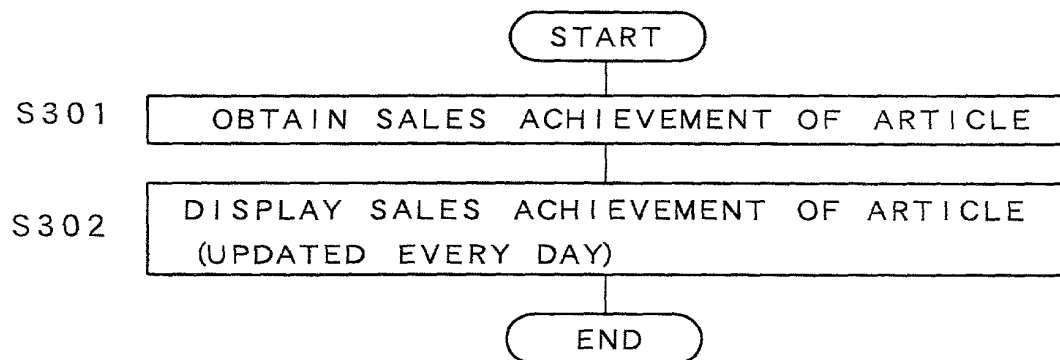 START
S301
OBTAIN SALES ACHIEVEMENT OF ARTICLE
S302
DISPLAY SALES ACHIEVEMENT OF ARTICLE
(UPDATED EVERY DAY)
END